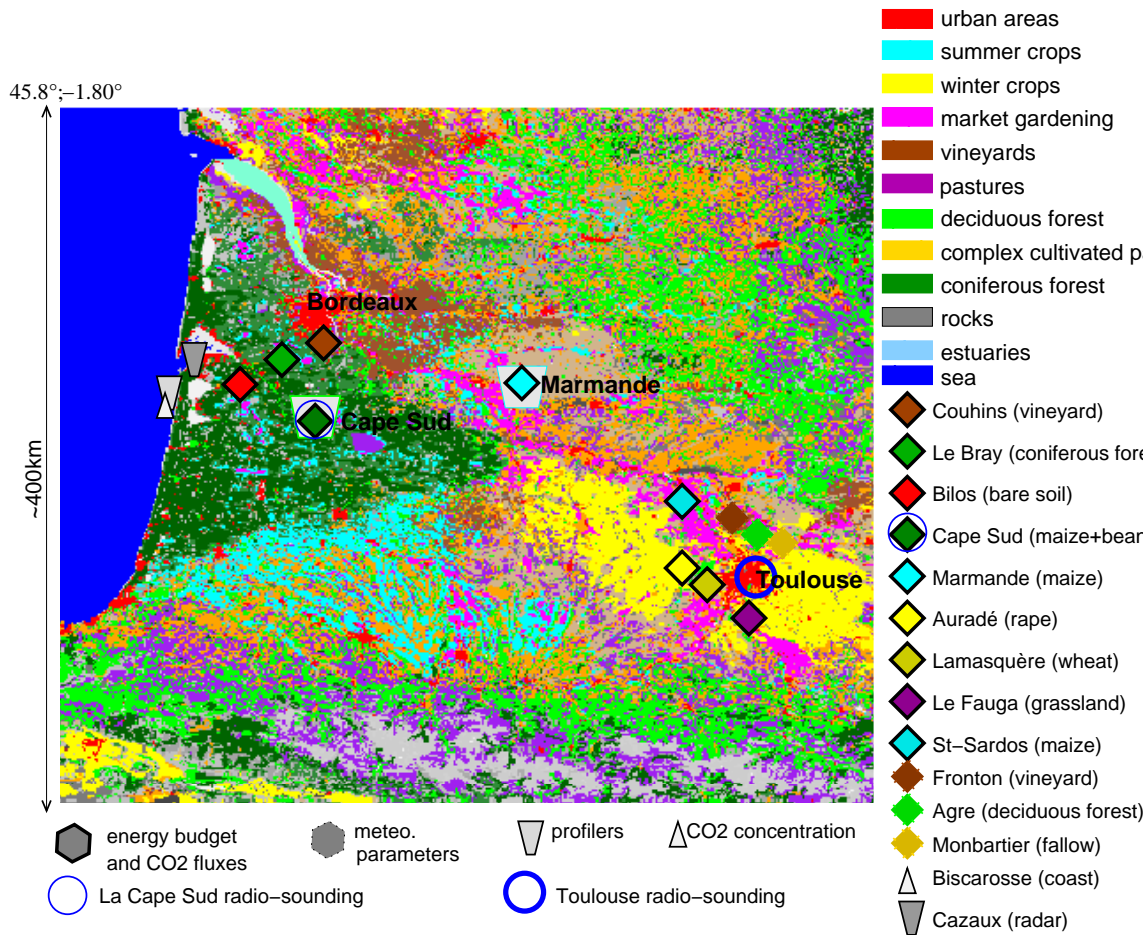 urban areas
summer crops
winter crops
45.8°;−1.80°
market gardening
vineyards
pastures
deciduous forest
complex cultivated p
coniferous forest
rocks
estuaries
sea
Bordeaux
Marmande
Cape Sud
Toulouse
~400km
Couhins (vineyard)
Le Bray (coniferous fore
Bilos (bare soil)
Cape Sud (maize+bean
Marmande (maize)
Auradé (rape)
Lamasquère (wheat)
Le Fauga (grassland)
St−Sardos (maize)
Fronton (vineyard)
Agre (deciduous forest)
Monbartier (fallow)
Biscarosse (coast)
Cazaux (radar)
energy budget
and CO2 fluxes
meteo.
parameters
profilers
CO2 concentration
La Cape Sud radio−sounding
Toulouse radio−sounding